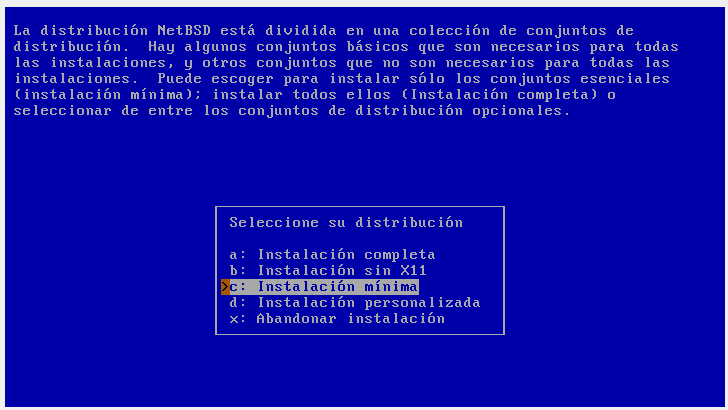 La distribución NetBSD está dividida en una colección de conjuntos de
distribución.  Hay algunos conjuntos básicos que son necesarios para todas
las instalaciones, y otros conjuntos que no son necesarios para todas las
instalaciones.  Puede escoger para instalar sólo los conjuntos esenciales
(instalación mínima); instalar todos ellos (Instalación completa) o
seleccionar de entre los conjuntos de distribución opcionales.
Seleccione su distribución
a: Instalación completa
b: Instalación sin X11
>c: Instalación mínima
d: Instalación personalizada
x: Abandonar instalación